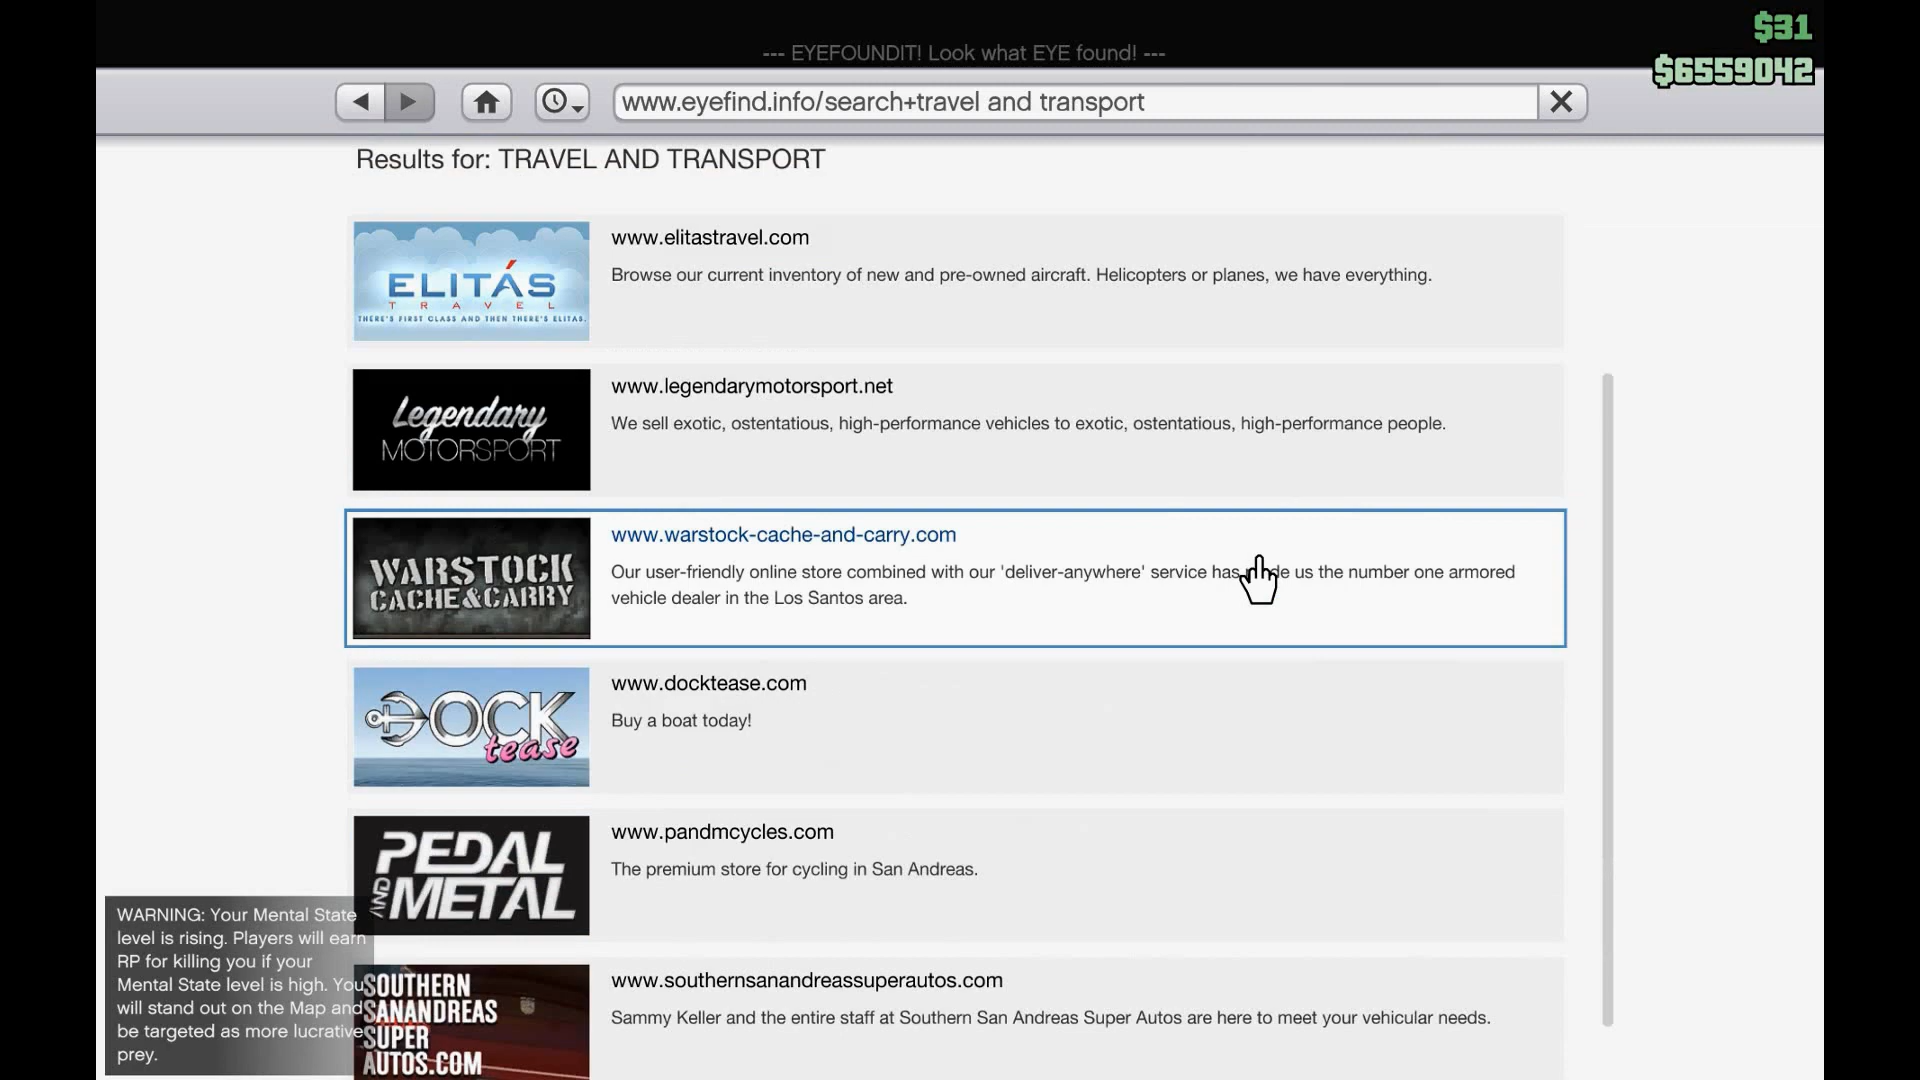 $31
--- EYEFOUNDIT! Look what EYE found! ---
$6559042
www.eyefind.info/search+travel and transport
Results for: TRAVEL AND TRANSPORT
ELITÁS
TRAVEL
THERE'S FIRST CLASS AND THEN THERE'S ELITAS.
www.elitastravel.com
Browse our current inventory of new and pre-owned aircraft. Helicopters or planes, we have everything.
Legendary
MOTORSPORT
www.legendarymotorsport.net
We sell exotic, ostentatious, high-performance vehicles to exotic, ostentatious, high-performance people.
WARSTOCK
CACHE&CARRY
www.warstock-cache-and-carry.com
Our user-friendly online store combined with our 'deliver-anywhere' service has us the number one armored
vehicle dealer in the Los Santos area.
DOCK
tease
www.docktease.com
Buy a boat today!
PEDAL
AND METAL
www.pandmcycles.com
The premium store for cycling in San Andreas.
SOUTHERN
SANANDREAS
SUPER
AUTOS.COM
www.southernsanandreassuperautos.com
Sammy Keller and the entire staff at Southern San Andreas Super Autos are here to meet your vehicular needs.
WARNING: Your Mental State
level is rising. Players will earn
RP for killing you if your
Mental State level is high. You
will stand out on the Map and
be targeted as more lucrative
prey.